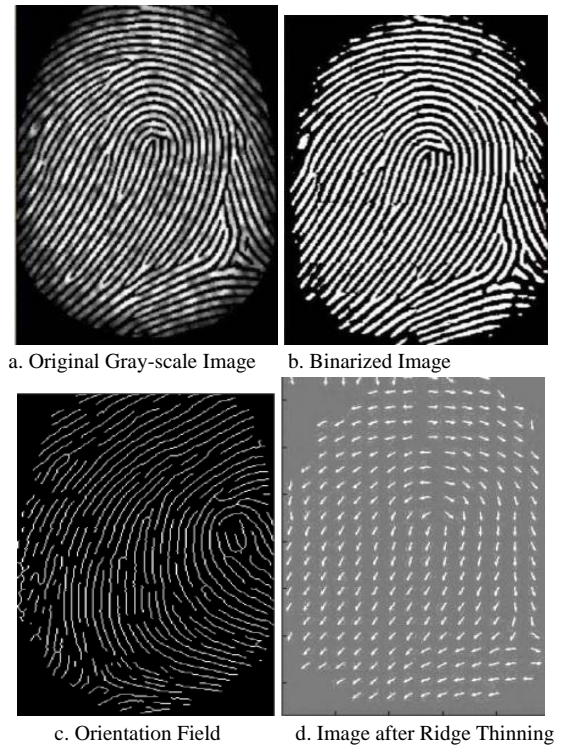 a. Original Gray-scale Image
b. Binarized Image
c. Orientation Field
d. Image after Ridge Thinning